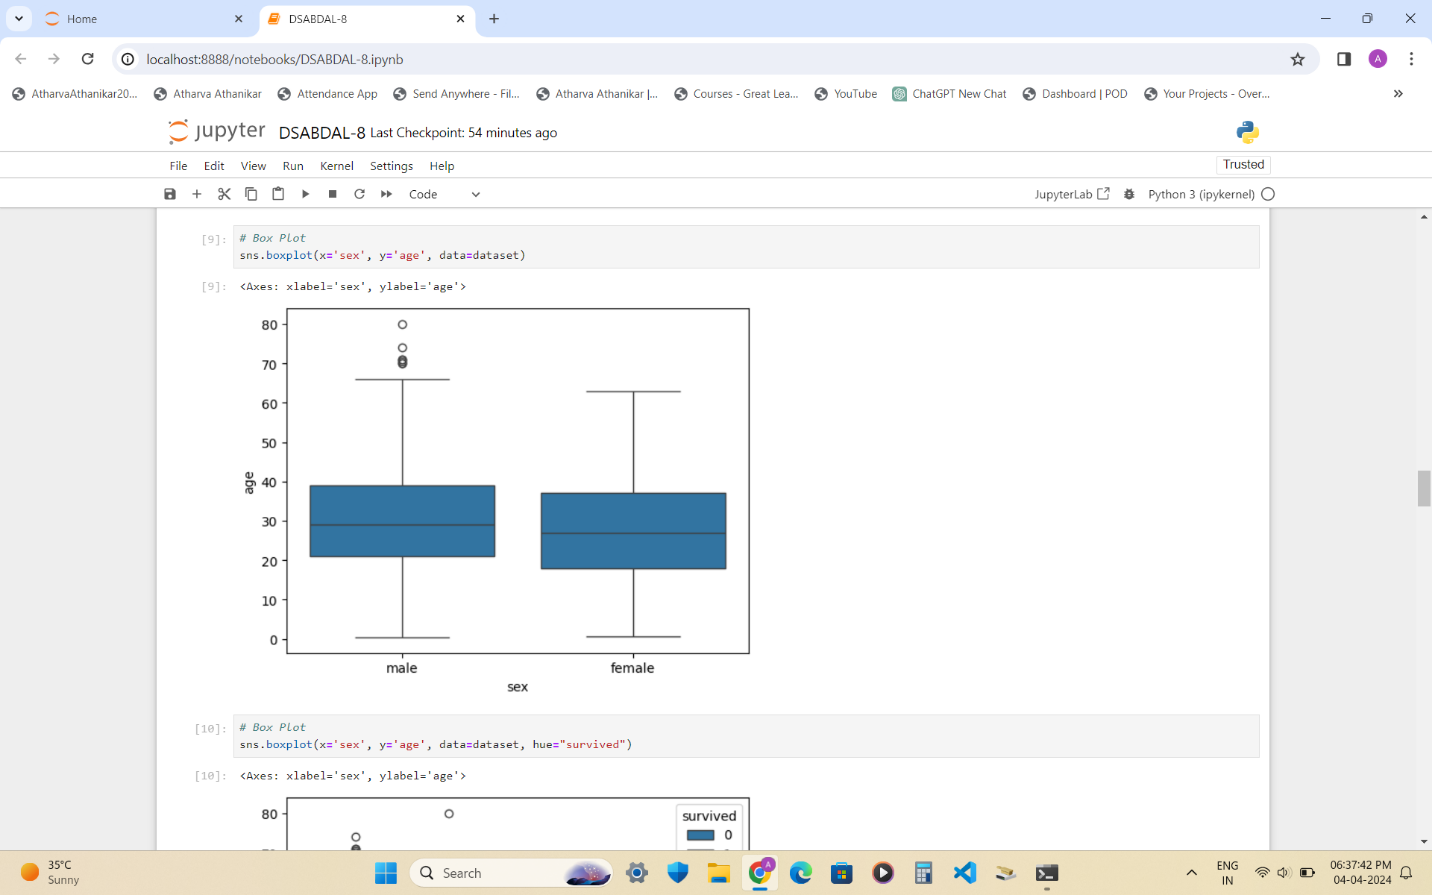 Home
DSABDAL-8
localhost:8888/notebooks/DSABDAL-8.ipynb
A
AtharvaAthanikar20...
Atharva Athanikar
Attendance App
Send Anywhere - Fil...
Atharva Athanikar |...
Courses - Great Lea...
YouTube
ChatGPT New Chat
Dashboard | POD
Your Projects - Over...
jupyter DSABDAL-8 Last Checkpoint: 54 minutes ago
File Edit View Run Kernel Settings Help
Trusted
Code
JupyterLab
Python 3 (ipykernel)
[9]: # Box Plot
sns.boxplot(x='sex', y='age', data=dataset)
[9]: <Axes: xlabel='sex', ylabel='age'>
80
70
60
50
40
30
20
10
0
age
male female
sex
[10]: # Box Plot
sns.boxplot(x='sex', y='age', data=dataset, hue="survived")
[10]: <Axes: xlabel='sex', ylabel='age'>
80
survived
0
35°C
Sunny
Search
A
ENG
IN
06:37:42 PM
04-04-2024